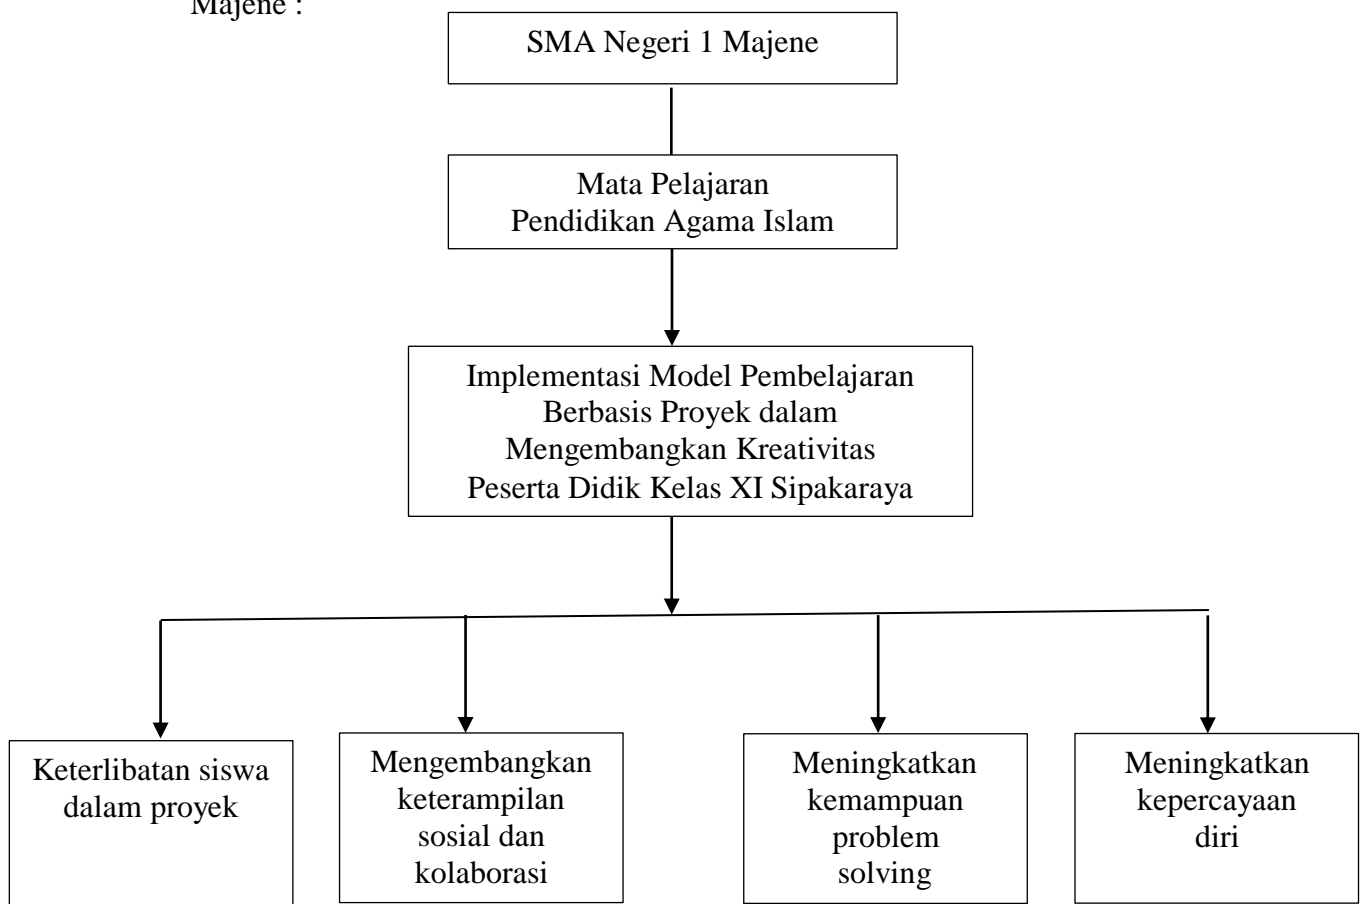 Majene :
SMA Negeri 1 Majene
Mata Pelajaran
Pendidikan Agama Islam
Implementasi Model Pembelajaran
Berbasis Proyek dalam
Mengembangkan Kreativitas
Peserta Didik Kelas XI Sipakaraya
Keterlibatan siswa
dalam proyek
Mengembangkan
keterampilan
sosial dan
kolaborasi
Meningkatkan
kemampuan
problem
solving
Meningkatkan
kepercayaan
diri